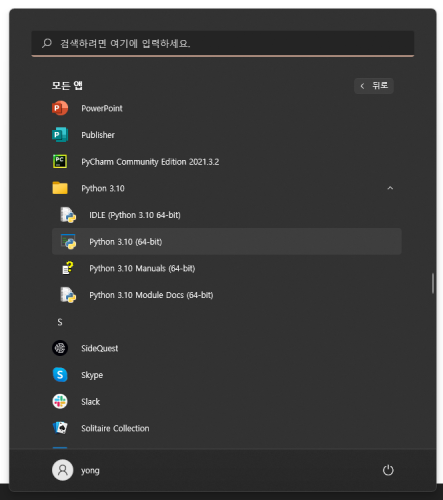 검색하려면 여기에 입력하세요.
모든 앱
뒤로
PowerPoint
Publisher
PC
PyCharm Community Edition 2021.3.2
Python 3.10
IDLE (Python 3.10 64-bit)
Python 3.10 (64-bit)
Python 3.10 Manuals (64-bit)
Python 3.10 Module Docs (64-bit)
S
SideQuest
Skype
Slack
Solitaire Collection
yong